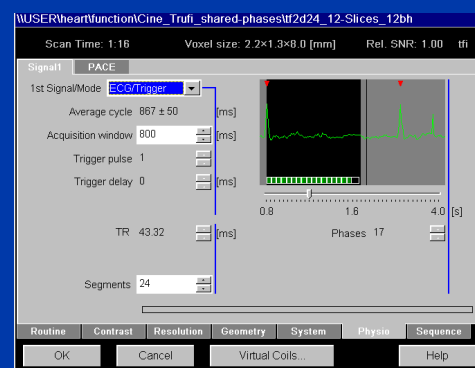 \\USER\heart\function\Cine_Trufi_shared-phases\tf2d24_12-Slices_12bh
Scan Time: 1:16 Voxel size: 2.2×1.3×8.0 [mm] Rel. SNR: 1.00 tfi
Signal1 PACE
1st Signal/Mode ECG/Trigger
Average cycle 867 ± 50 [ms]
Acquisition window 800 [ms]
Trigger pulse 1
Trigger delay 0 [ms]
0.8 1.6 4.0 [s]
TR 43.32 [ms] Phases 17
Segments 24
Routine Contrast Resolution Geometry System Physio Sequence
OK Cancel Virtual Coils... Help